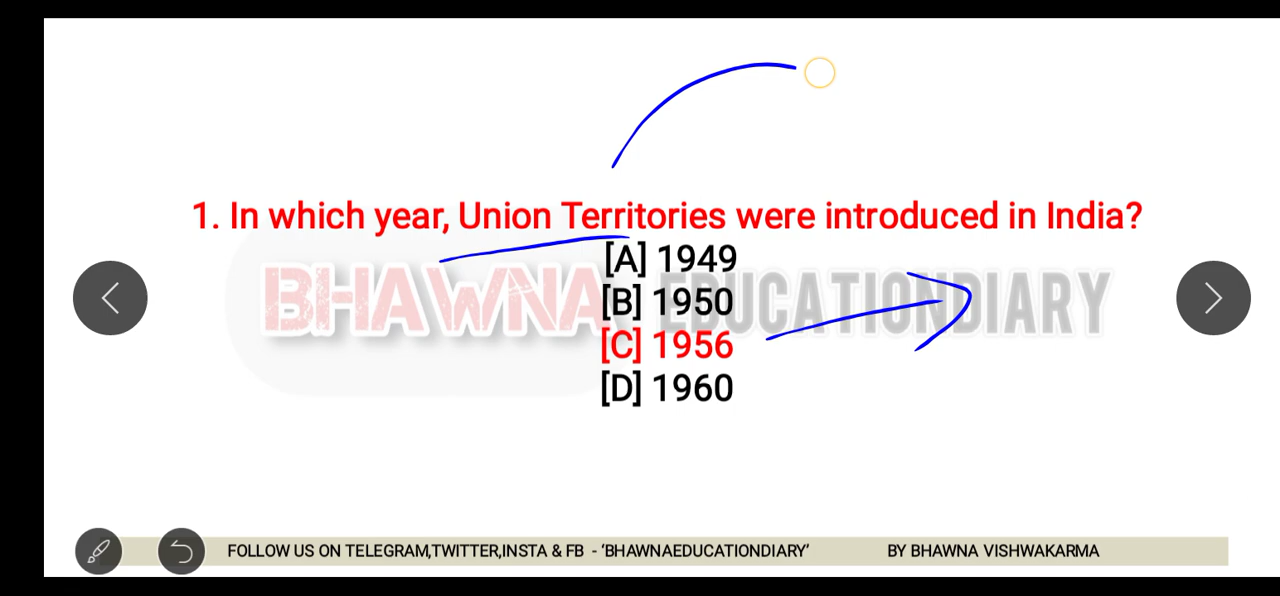 1. In which year, Union Territories were introduced in India?
[A] 1949
[B] 1950
[C] 1956
[D] 1960
BHAWNA EDUCATIONDIARY
FOLLOW US ON TELEGRAM,TWITTER,INSTA & FB - ‘BHAWNAEDUCATIONDIARY’ BY BHAWNA VISHWAKARMA